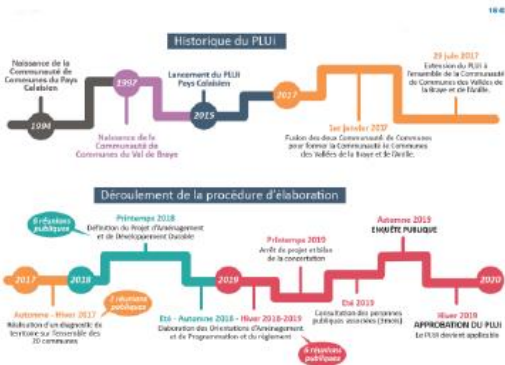 Historique du PLUi
Naissance de la
Communauté de
Communes du Pays
Calaisien
1994
1997
Naissance de la
Communauté de
Communes du Val de Braye
Lancement du PLUi
Pays Calaisien
2015
2017
1er janvier 2017
Fusion des deux Communauté de Communes
pour former la Communauté de Communes
des Vallées de la Braye et de l'Anille.
29 juin 2017
Extension du PLUi à
l'ensemble de la Communauté
de Communes des Vallées de
la Braye et de l'Anille.
Déroulement de la procédure d'élaboration
2017
Automne - Hiver 2017
Réalisation d'un diagnostic de
territoire sur l'ensemble des
20 communes
2 réunions
publiques
2018
6 réunions
publiques
Printemps 2018
Définition du Projet d'Aménagement
et de Développement Durable
Eté - Automne 2018 - Hiver 2018-2019
Elaboration des Orientations d'Aménagement
et de Programmation et du règlement
6 réunions
publiques
2019
Printemps 2019
Arrêt de projet et bilan
de la concertation
Eté 2019
Consultation des personnes
publiques associées (3mois)
Automne 2019
ENQUÊTE PUBLIQUE
Hiver 2019
APPROBATION DU PLUi
Le PLUi devient applicable
2020